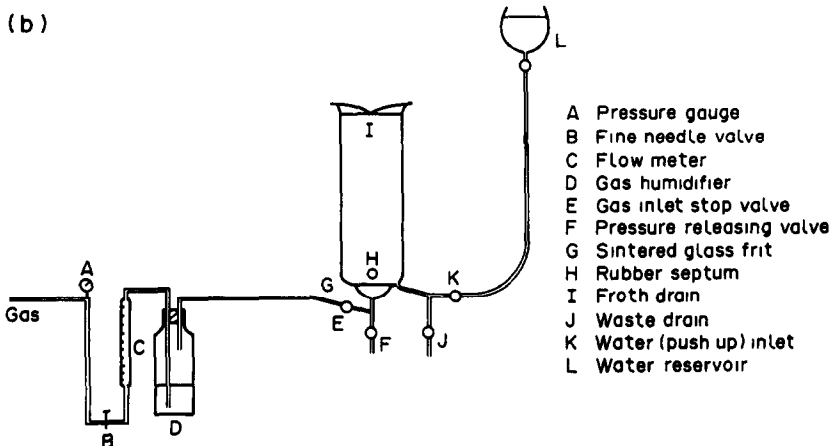 (b)
L
I
A Pressure gauge
B Fine needle valve
C Flow meter
D Gas humidifier
E Gas inlet stop valve
F Pressure releasing valve
G Sintered glass frit
H Rubber septum
I Froth drain
J Waste drain
K Water (push up) inlet
L Water reservoir
H
A
G
K
Gas
E
C
F
J
B
D